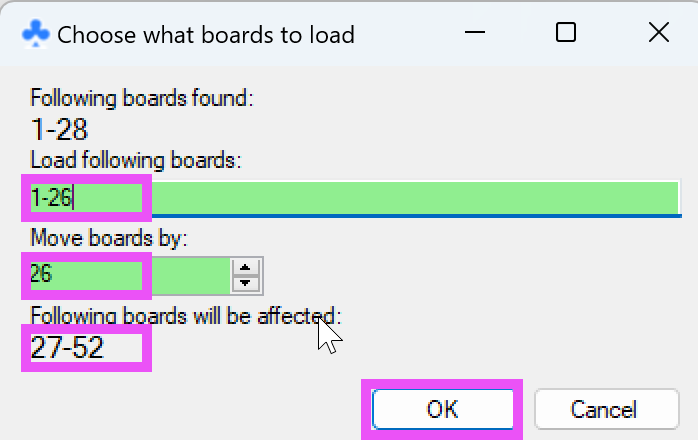 Choose what boards to load
Following boards found:
1-28
Load following boards:
1-26
Move boards by:
26
Following boards will be affected:
27-52
OK
Cancel